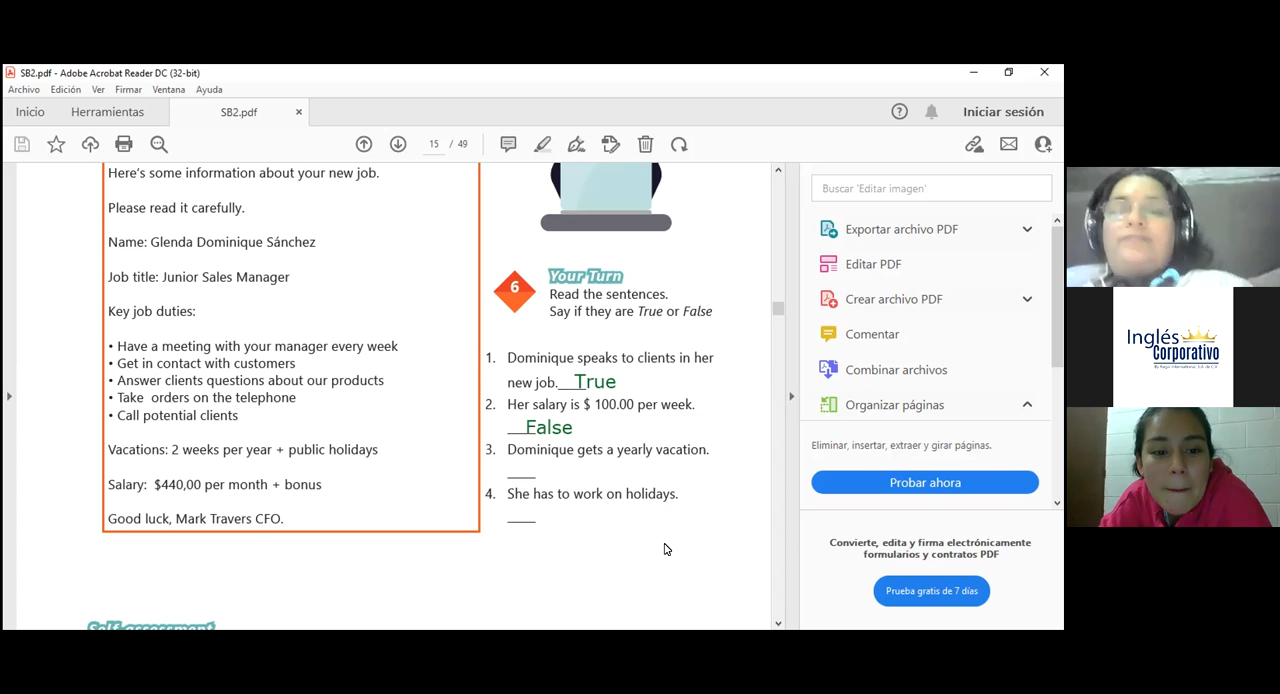 SB2.pdf - Adobe Acrobat Reader DC (32-bit)
Archivo Edición Ver Firmar Ventana Ayuda
Inicio Herramientas SB2.pdf × Iniciar sesión
15 / 49
Here's some information about your new job.
Please read it carefully.
Name: Glenda Dominique Sánchez
Job title: Junior Sales Manager
Key job duties:
• Have a meeting with your manager every week
• Get in contact with customers
• Answer clients questions about our products
• Take orders on the telephone
• Call potential clients
Vacations: 2 weeks per year + public holidays
Salary: $440,00 per month + bonus
Good luck, Mark Travers CFO.
Self-assessment
6
Your Turn
Read the sentences.
Say if they are True or False
1. Dominique speaks to clients in her
new job.___True
2. Her salary is $ 100.00 per week.
__False
3. Dominique gets a yearly vacation.
____
4. She has to work on holidays.
____
Buscar 'Editar imagen'
Exportar archivo PDF
Editar PDF
Crear archivo PDF
Comentar
Combinar archivos
Organizar páginas
Eliminar, insertar, extraer y girar páginas.
Probar ahora
Convierte, edita y firma electrónicamente
formularios y contratos PDF
Prueba gratis de 7 días
Inglés
Corporativo